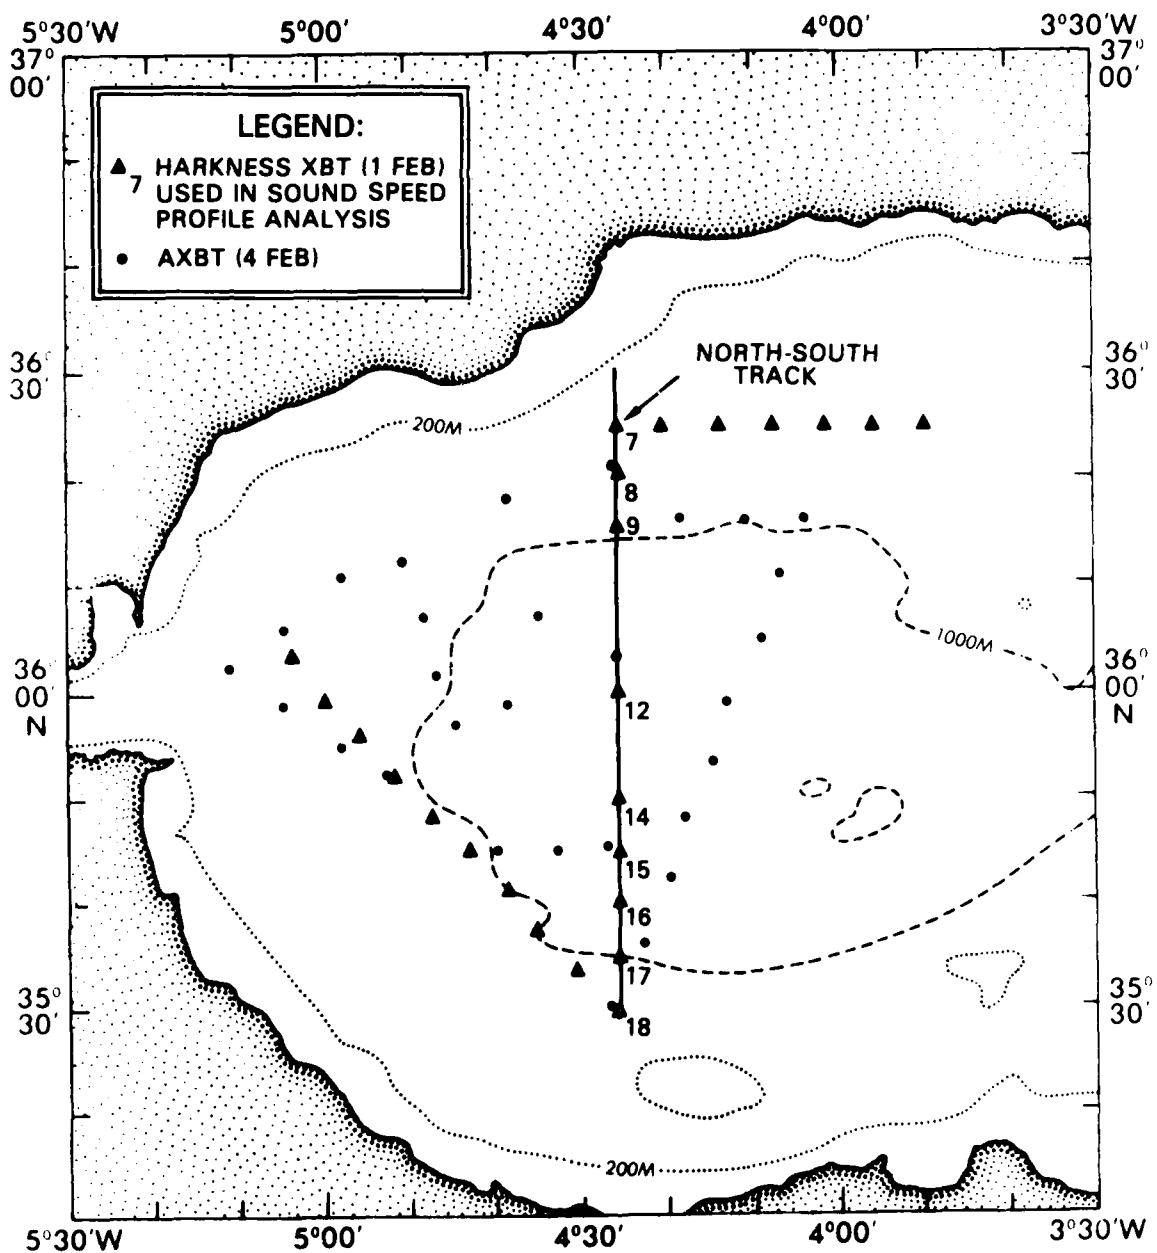 5°30'W 5°00' 4°30' 4°00' 3°30'W
37° 00'
37° 00'
LEGEND:
▲7 HARKNESS XBT (1 FEB)
USED IN SOUND SPEED
PROFILE ANALYSIS
● AXBT (4 FEB)
36° 30'
36° 30'
NORTH-SOUTH
TRACK
200M
7
8
9
1000M
36° 00' N
36° 00' N
12
14
15
16
17
35° 30'
35° 30'
18
200M
5°30'W 5°00' 4°30' 4°00' 3°30'W